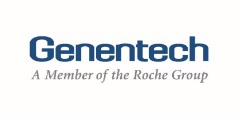 Genentech
A Member of the Roche Group